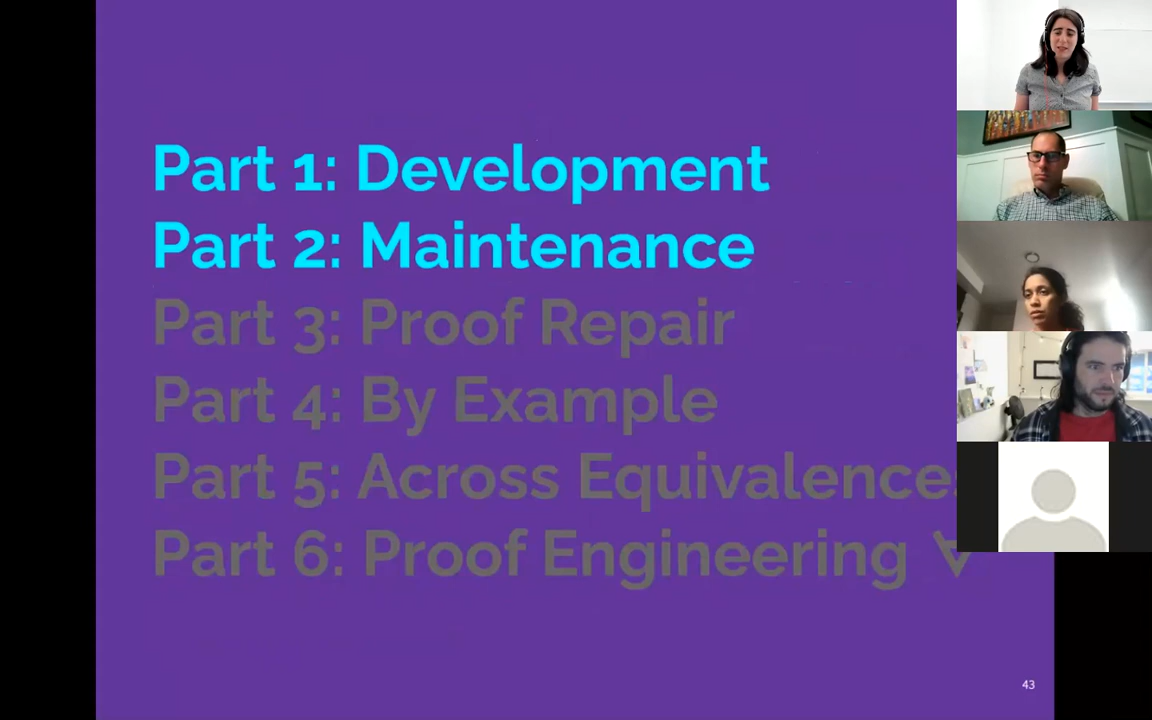 Part 1: Development
Part 2: Maintenance
Part 3: Proof Repair
Part 4: By Example
Part 5: Across Equivalences
Part 6: Proof Engineering ∀
43